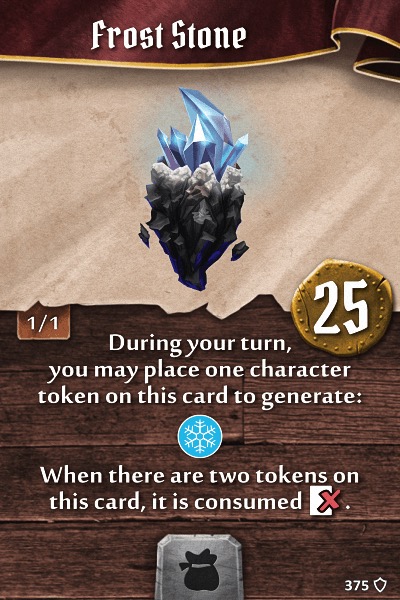 Frost Stone
1/1
25
During your turn,
you may place one character
token on this card to generate:
When there are two tokens on
this card, it is consumed .
375